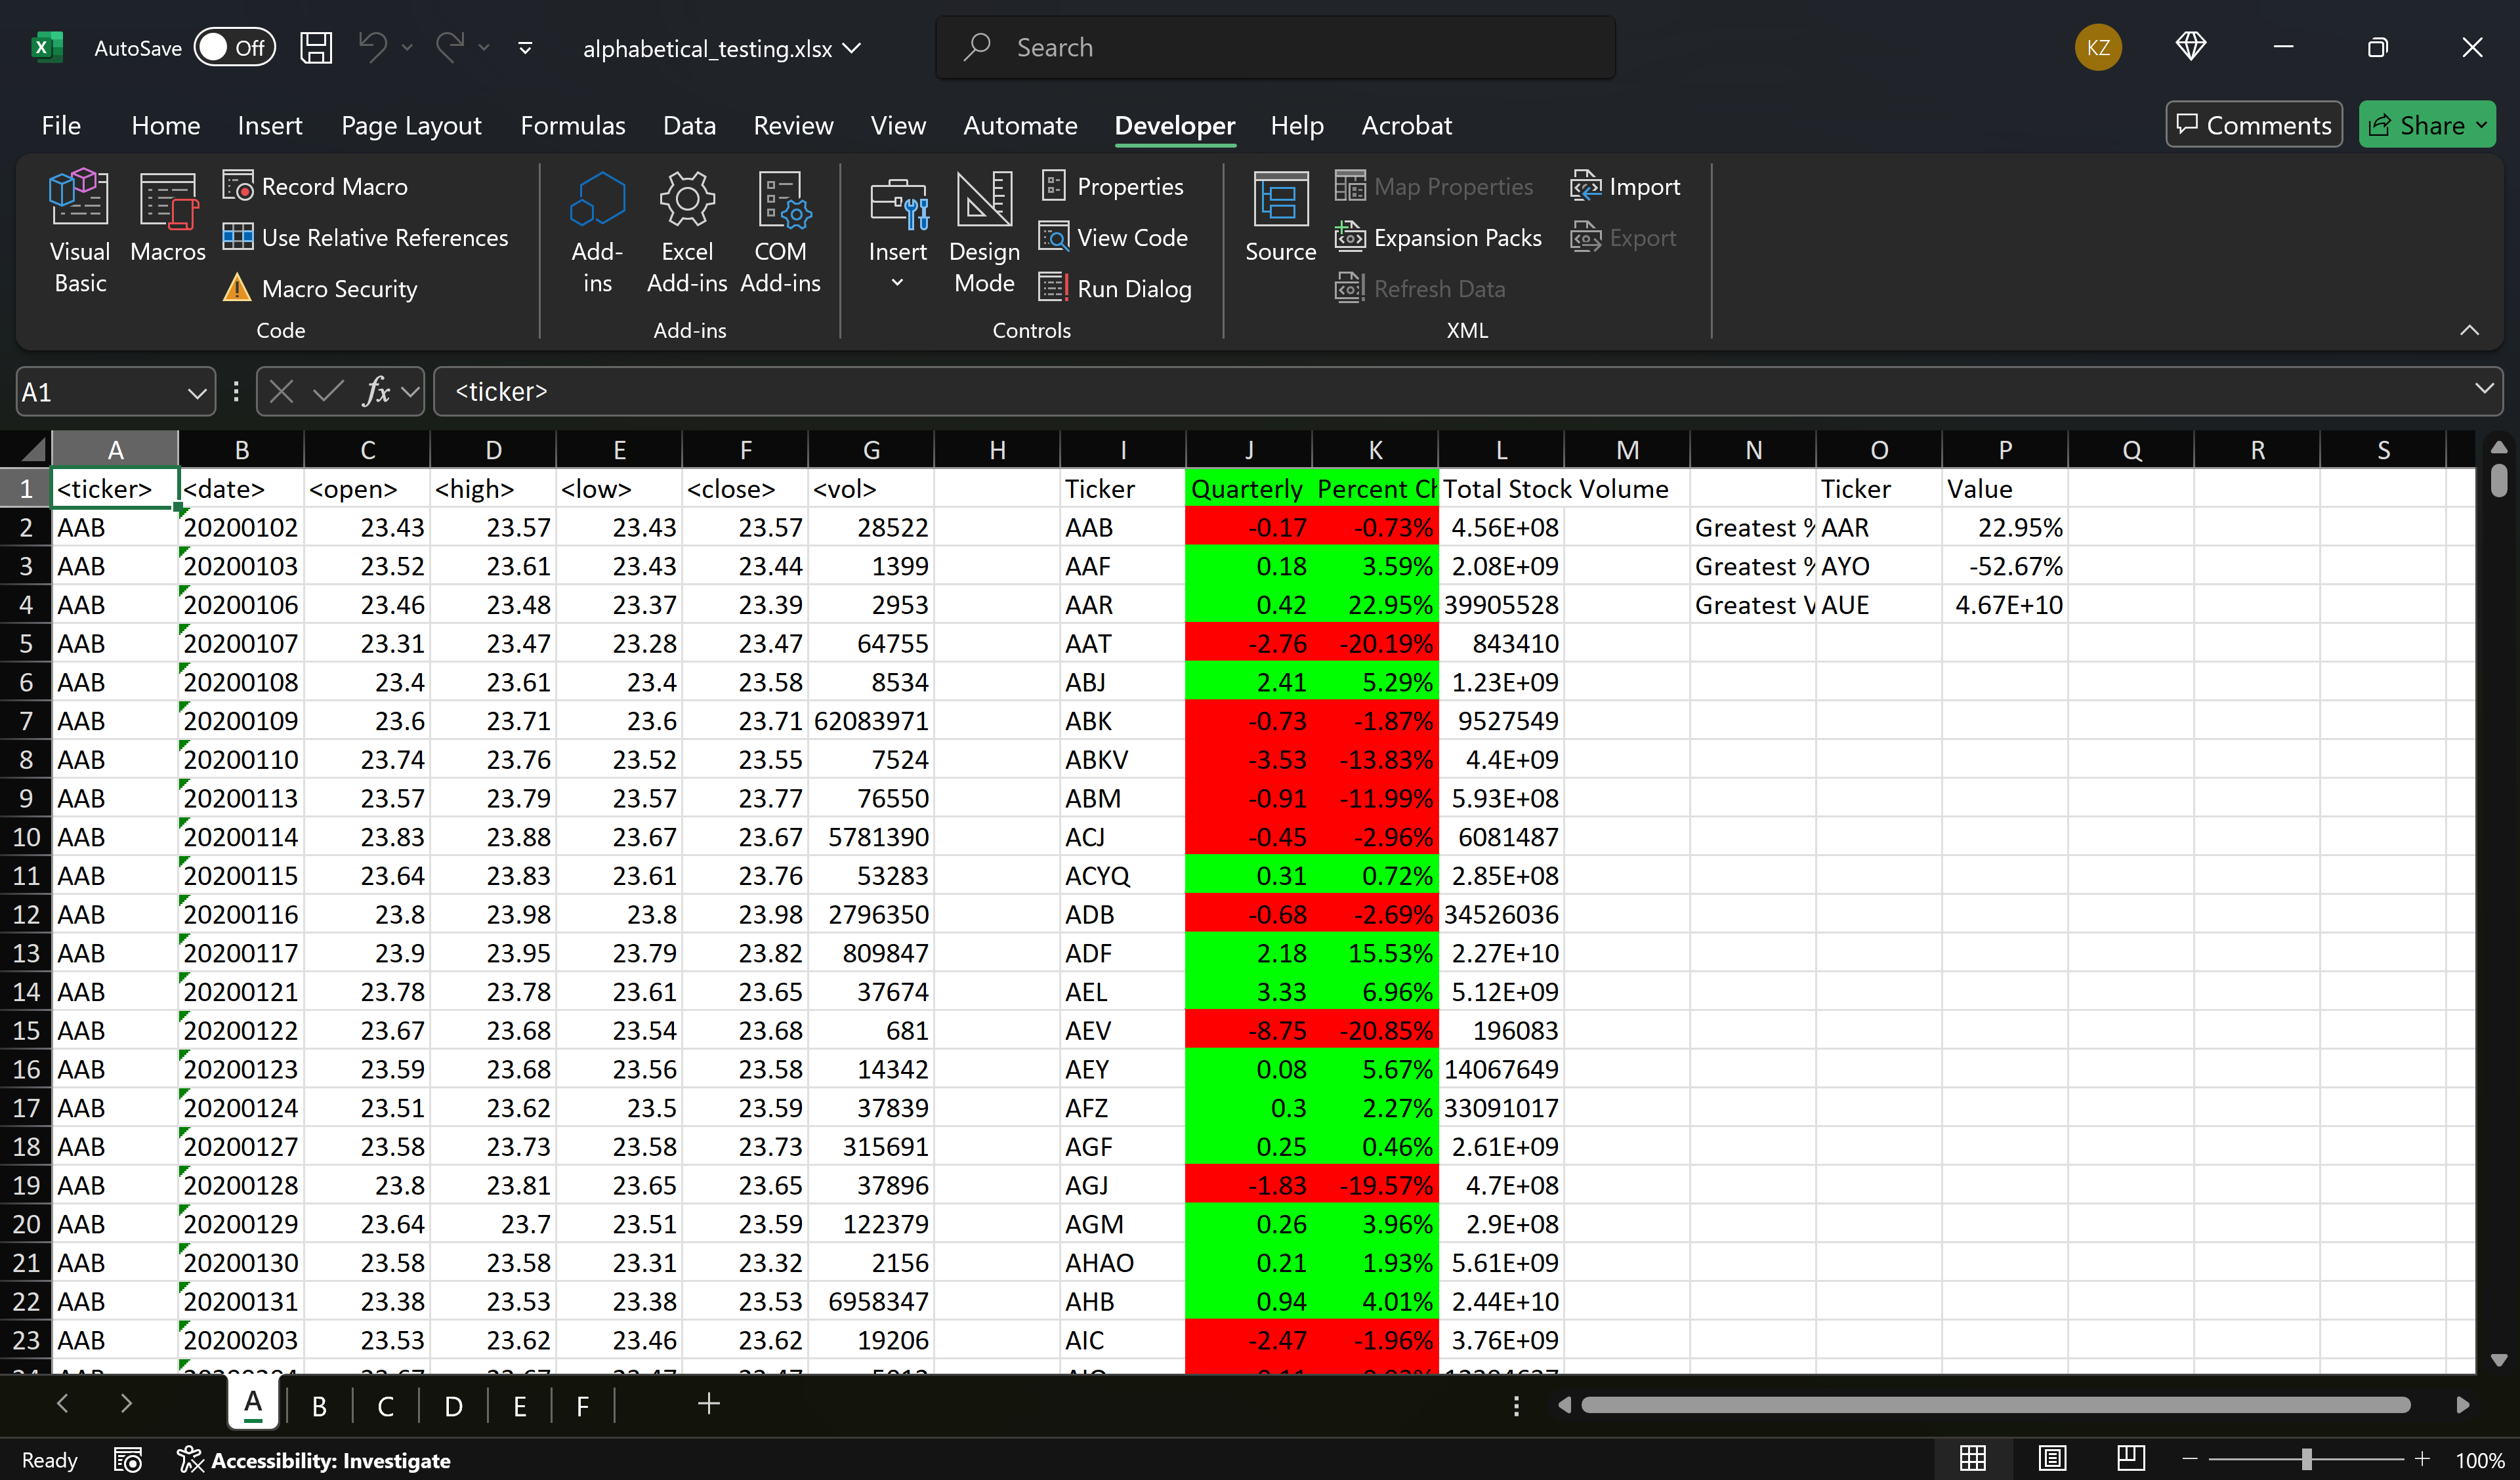 AutoSave Off alphabetical_testing.xlsx Search KZ
File Home Insert Page Layout Formulas Data Review View Automate Developer Help Acrobat Comments Share
Visual Basic Macros Record Macro Use Relative References Macro Security Code
Add-ins Excel Add-ins COM Add-ins Add-ins
Insert Design Mode Properties View Code Run Dialog Controls
Source Map Properties Expansion Packs Refresh Data Import Export XML
A1 fx <ticker>
A B C D E F G H I J K L M N O P Q R S
1 <ticker> <date> <open> <high> <low> <close> <vol> Ticker Quarterly Percent Total Stock Volume Ticker Value
2 AAB 20200102 23.43 23.57 23.43 23.57 28522 AAB -0.17 -0.73% 4.56E+08 Greatest % AAR 22.95%
3 AAB 20200103 23.52 23.61 23.43 23.44 1399 AAF 0.18 3.59% 2.08E+09 Greatest % AYO -52.67%
4 AAB 20200106 23.46 23.48 23.37 23.39 2953 AAR 0.42 22.95% 39905528 Greatest V AUE 4.67E+10
5 AAB 20200107 23.31 23.47 23.28 23.47 64755 AAT -2.76 -20.19% 843410
6 AAB 20200108 23.4 23.61 23.4 23.58 8534 ABJ 2.41 5.29% 1.23E+09
7 AAB 20200109 23.6 23.71 23.6 23.71 62083971 ABK -0.73 -1.87% 9527549
8 AAB 20200110 23.74 23.76 23.52 23.55 7524 ABKV -3.53 -13.83% 4.4E+09
9 AAB 20200113 23.57 23.79 23.57 23.77 76550 ABM -0.91 -11.99% 5.93E+08
10 AAB 20200114 23.83 23.88 23.67 23.67 5781390 ACJ -0.45 -2.96% 6081487
11 AAB 20200115 23.64 23.83 23.61 23.76 53283 ACYQ 0.31 0.72% 2.85E+08
12 AAB 20200116 23.8 23.98 23.8 23.98 2796350 ADB -0.68 -2.69% 34526036
13 AAB 20200117 23.9 23.95 23.79 23.82 809847 ADF 2.18 15.53% 2.27E+10
14 AAB 20200121 23.78 23.78 23.61 23.65 37674 AEL 3.33 6.96% 5.12E+09
15 AAB 20200122 23.67 23.68 23.54 23.68 681 AEV -8.75 -20.85% 196083
16 AAB 20200123 23.59 23.68 23.56 23.58 14342 AEY 0.08 5.67% 14067649
17 AAB 20200124 23.51 23.62 23.5 23.59 37839 AFZ 0.3 2.27% 33091017
18 AAB 20200127 23.58 23.73 23.58 23.73 315691 AGF 0.25 0.46% 2.61E+09
19 AAB 20200128 23.8 23.81 23.65 23.65 37896 AGJ -1.83 -19.57% 4.7E+08
20 AAB 20200129 23.64 23.7 23.51 23.59 122379 AGM 0.26 3.96% 2.9E+08
21 AAB 20200130 23.58 23.58 23.31 23.32 2156 AHAO 0.21 1.93% 5.61E+09
22 AAB 20200131 23.38 23.53 23.38 23.53 6958347 AHB 0.94 4.01% 2.44E+10
23 AAB 20200203 23.53 23.62 23.46 23.62 19206 AIC -2.47 -1.96% 3.76E+09
A B C D E F
Ready Accessibility: Investigate 100%